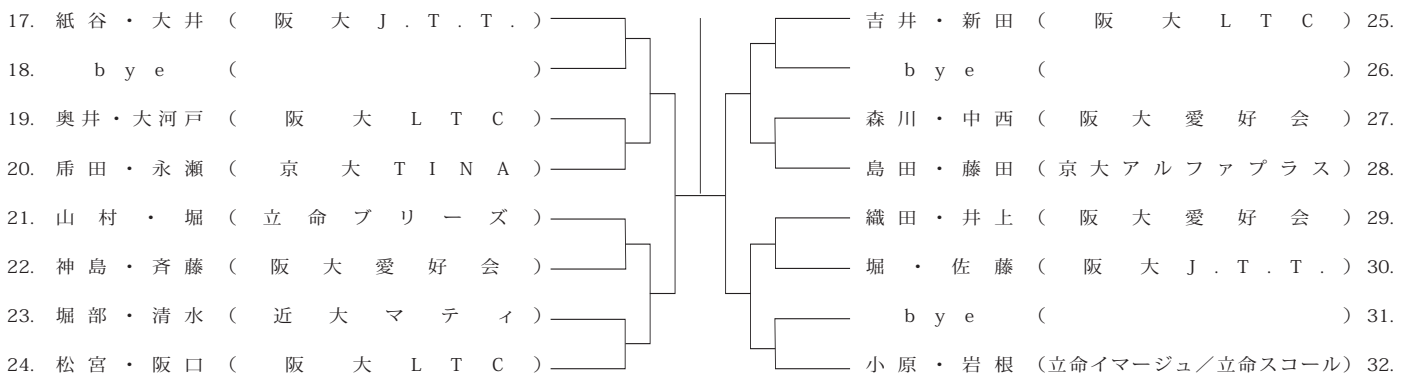 17. 紙谷・大井 (阪大J.T.T.)
18. bye ( )
19. 奥井・大河戸 (阪大LTC)
20. 乕田・永瀬 (京大TINA)
21. 山村・堀 (立命ブリーズ)
22. 神島・斉藤 (阪大愛好会)
23. 堀部・清水 (近大マティ)
24. 松宮・阪口 (阪大LTC)
吉井・新田 (阪大LTC) 25.
bye ( ) 26.
森川・中西 (阪大愛好会) 27.
島田・藤田 (京大アルファプラス) 28.
織田・井上 (阪大愛好会) 29.
堀・佐藤 (阪大J.T.T.) 30.
bye ( ) 31.
小原・岩根 (立命イマージュ／立命スコール) 32.